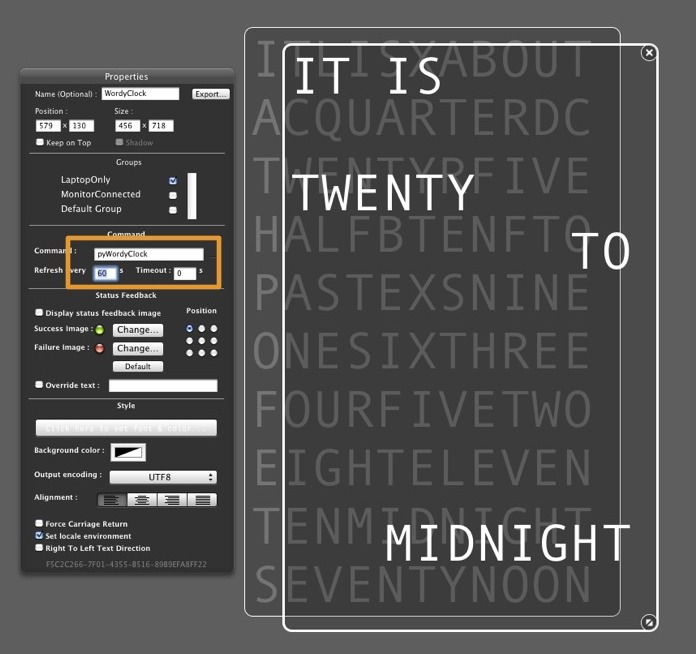 Properties
Name (Optional) : WordyClock Export...
Position : Size :
579 x 130 456 x 718
Keep on Top Shadow
Groups
LaptopOnly
MonitorConnected
Default Group
Command
Command : pyWordyClock
Refresh every 60 s Timeout : 0 s
Status Feedback
Display status feedback image Position
Success Image : Change...
Failure Image : Change...
Default
Override text :
Style
Click here to set font & color...
Background color :
Output encoding : UTF8
Alignment :
Force Carriage Return
Set locale environment
Right To Left Text Direction
F5C2C266-7F01-4355-B516-89B9EFA8FF22
ITLISXABOUT
ACQUARTERDC
TWENTYRFIVE
HALFBTENFTO
PASTEXSNINE
ONESIXTHREE
FOURFIVETWO
EIGHTELEVEN
TENMIDNIGHT
SEVENTYNOON
IT IS
TWENTY
TO
MIDNIGHT